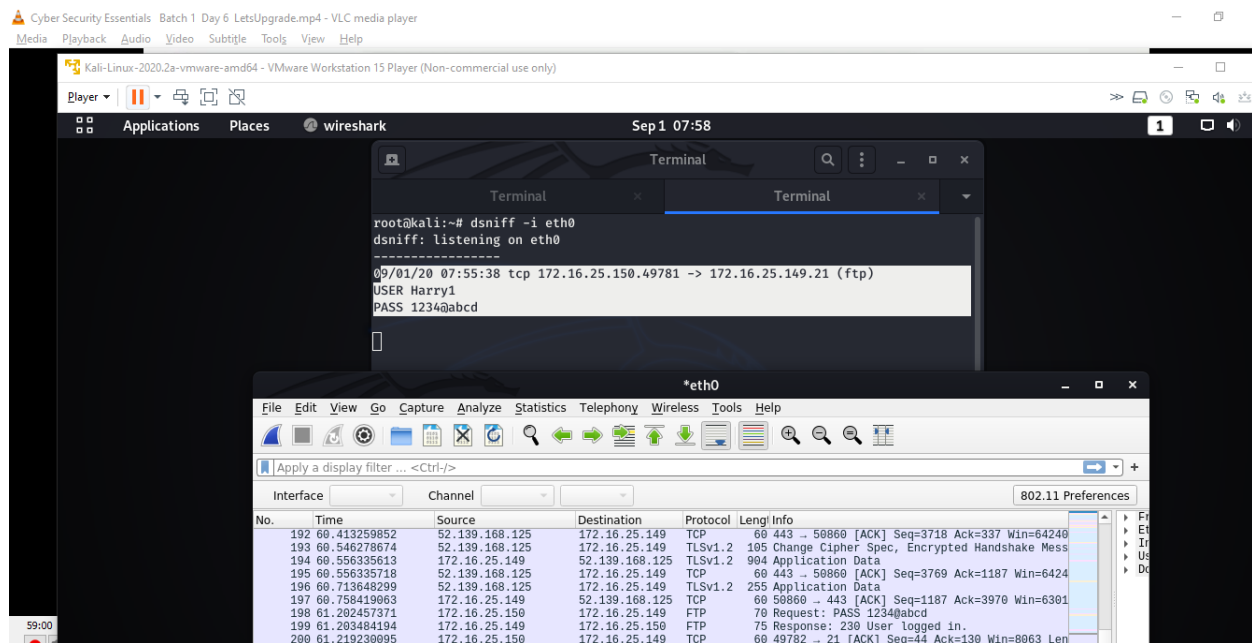 Cyber Security Essentials Batch 1 Day 6 LetsUpgrade.mp4 - VLC media player
Media Playback Audio Video Subtitle Tools View Help
Kali-Linux-2020.2a-vmware-amd64 - VMware Workstation 15 Player (Non-commercial use only)
Player
Applications Places wireshark Sep 1 07:58 1
Terminal
Terminal Terminal
root@kali:~# dsniff -i eth0
dsniff: listening on eth0
-----------------
09/01/20 07:55:38 tcp 172.16.25.150.49781 -> 172.16.25.149.21 (ftp)
USER Harry1
PASS 1234@abcd
*eth0
File Edit View Go Capture Analyze Statistics Telephony Wireless Tools Help
Apply a display filter ... <Ctrl-/>
Interface Channel 802.11 Preferences
No. Time Source Destination Protocol Lengt Info
192 60.413259852 52.139.168.125 172.16.25.149 TCP 60 443 → 50860 [ACK] Seq=3718 Ack=337 Win=64240
193 60.546278674 52.139.168.125 172.16.25.149 TLSv1.2 105 Change Cipher Spec, Encrypted Handshake Mess
194 60.556335613 172.16.25.149 52.139.168.125 TLSv1.2 904 Application Data
195 60.556335718 52.139.168.125 172.16.25.149 TCP 60 443 → 50860 [ACK] Seq=3769 Ack=1187 Win=6424
196 60.713648299 52.139.168.125 172.16.25.149 TLSv1.2 255 Application Data
197 60.758419063 172.16.25.149 52.139.168.125 TCP 60 50860 → 443 [ACK] Seq=1187 Ack=3970 Win=6301
198 61.202457371 172.16.25.150 172.16.25.149 FTP 70 Request: PASS 1234@abcd
199 61.203484194 172.16.25.149 172.16.25.150 FTP 75 Response: 230 User logged in.
200 61.219230095 172.16.25.150 172.16.25.149 TCP 60 49782 → 21 [ACK] Seq=44 Ack=130 Win=8063 Len
Fr
Et
In
Us
Do
59:00